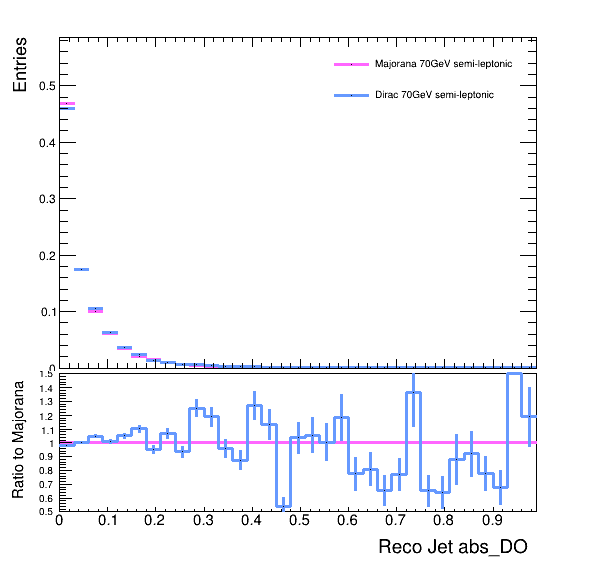 Entries
Majorana 70GeV semi-leptonic
Dirac 70GeV semi-leptonic
0.5
0.4
0.3
0.2
0.1
0
Ratio to Majorana
1.5
1.4
1.3
1.2
1.1
1
0.9
0.8
0.7
0.6
0.5
0 0.1 0.2 0.3 0.4 0.5 0.6 0.7 0.8 0.9
Reco Jet abs_DO